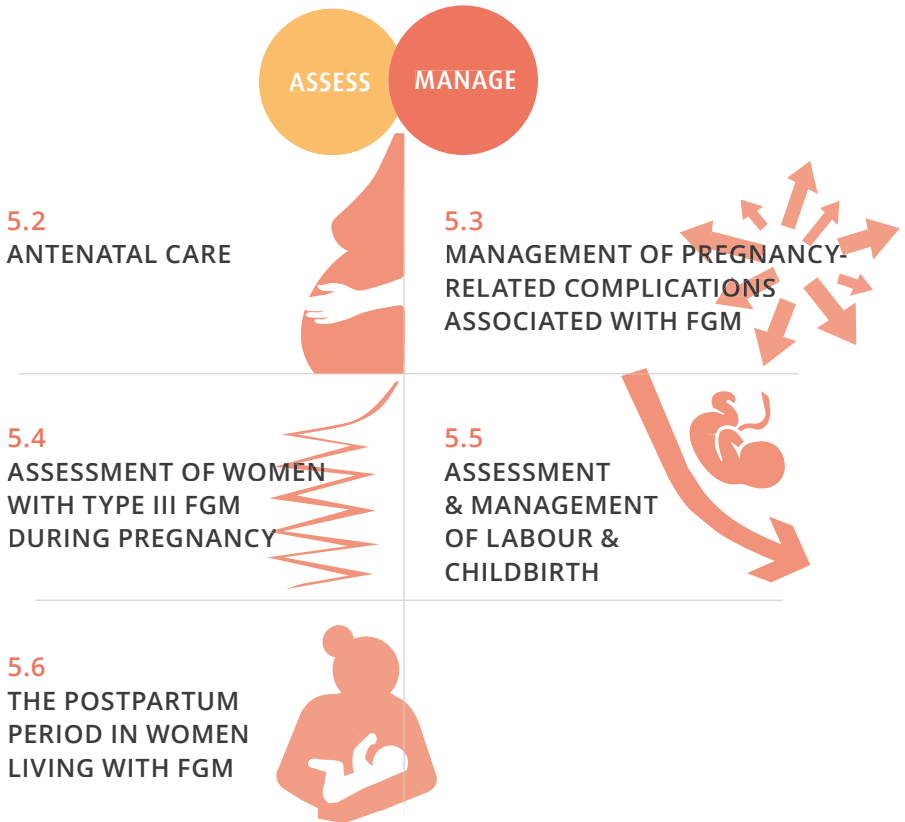 ASSESS
MANAGE
5.2
ANTENATAL CARE
5.3
MANAGEMENT OF PREGNANCY-
RELATED COMPLICATIONS
ASSOCIATED WITH FGM
5.4
ASSESSMENT OF WOMEN
WITH TYPE III FGM
DURING PREGNANCY
5.5
ASSESSMENT
& MANAGEMENT
OF LABOUR &
CHILDBIRTH
5.6
THE POSTPARTUM
PERIOD IN WOMEN
LIVING WITH FGM